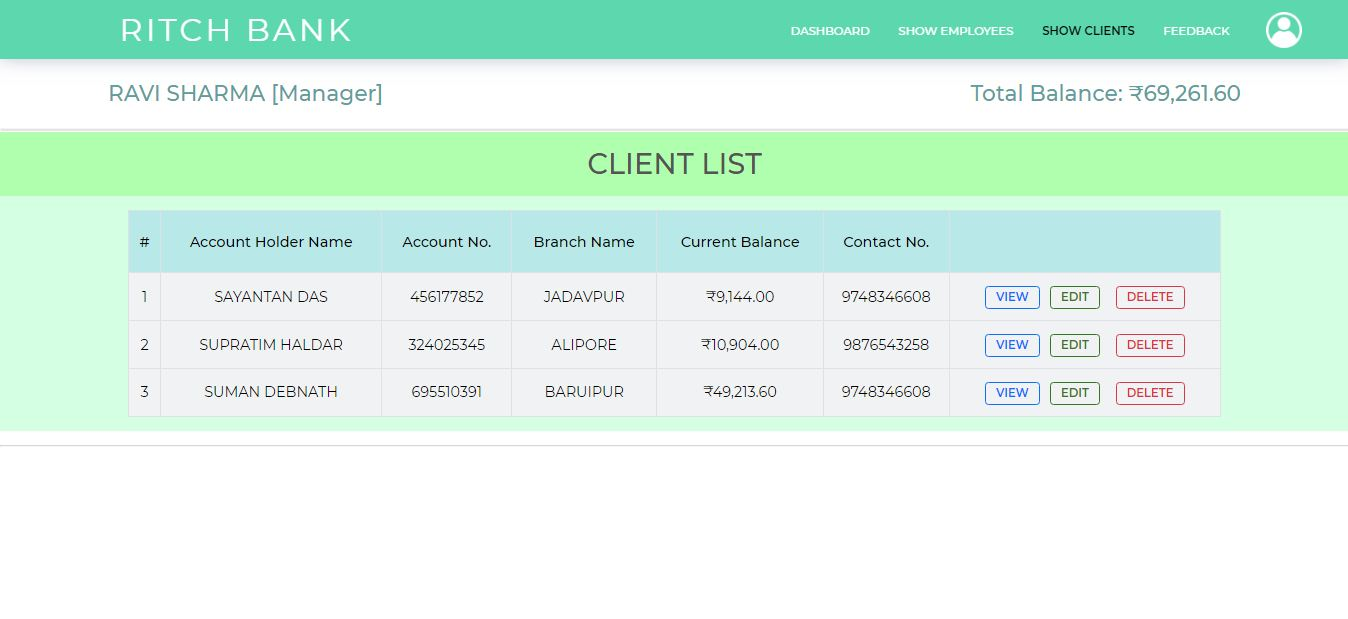 RITCH BANK DASHBOARD SHOW EMPLOYEES SHOW CLIENTS FEEDBACK
RAVI SHARMA [Manager] Total Balance: ₹69,261.60
CLIENT LIST
# Account Holder Name Account No. Branch Name Current Balance Contact No.
1 SAYANTAN DAS 456177852 JADAVPUR ₹9,144.00 9748346608 VIEW EDIT DELETE
2 SUPRATIM HALDAR 324025345 ALIPORE ₹10,904.00 9876543258 VIEW EDIT DELETE
3 SUMAN DEBNATH 695510391 BARUIPUR ₹49,213.60 9748346608 VIEW EDIT DELETE